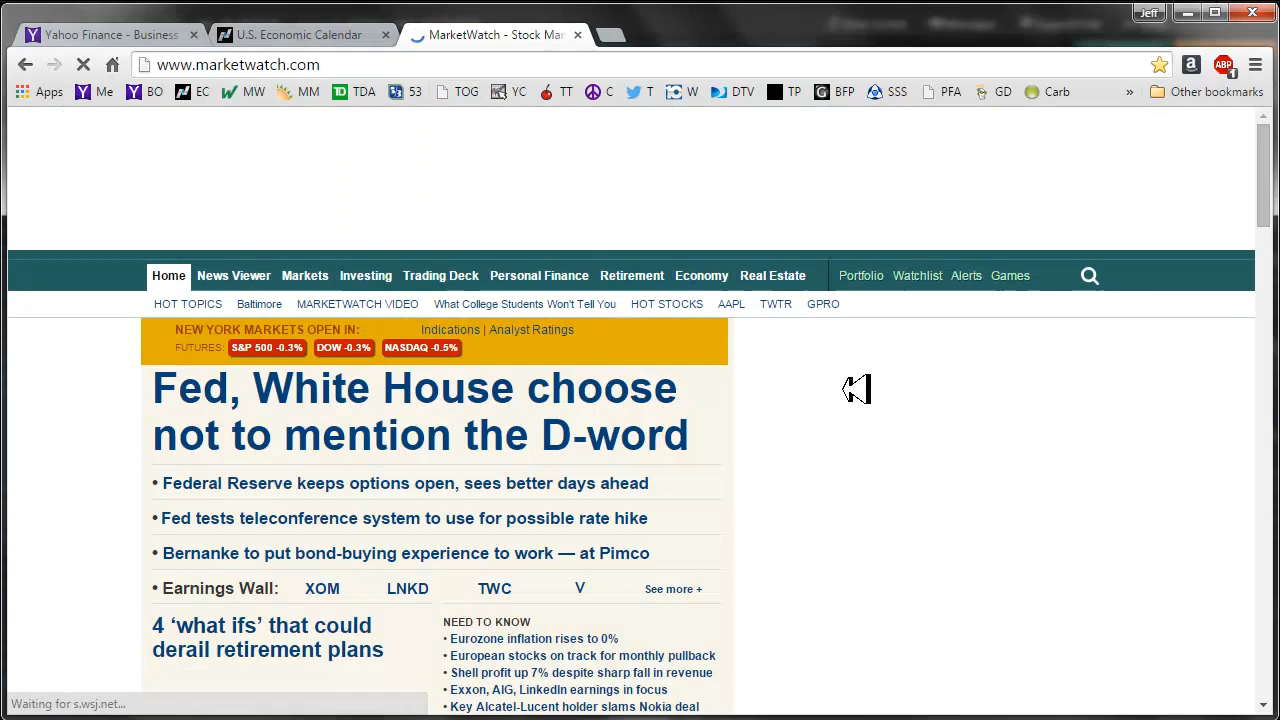 Jeff
Yahoo Finance - Business
U.S. Economic Calendar
MarketWatch - Stock Mar
www.marketwatch.com
ABP
1
Apps Me BO EC MW MM TDA 53 TOG YC TT C T W DTV TP BFP SSS PFA GD Carb » Other bookmarks
Home News Viewer Markets Investing Trading Deck Personal Finance Retirement Economy Real Estate Portfolio Watchlist Alerts Games
HOT TOPICS Baltimore MARKETWATCH VIDEO What College Students Won't Tell You HOT STOCKS AAPL TWTR GPRO
NEW YORK MARKETS OPEN IN: Indications | Analyst Ratings
FUTURES: S&P 500 -0.3% DOW -0.3% NASDAQ -0.5%
Fed, White House choose
not to mention the D-word
• Federal Reserve keeps options open, sees better days ahead
• Fed tests teleconference system to use for possible rate hike
• Bernanke to put bond-buying experience to work — at Pimco
• Earnings Wall: XOM LNKD TWC V See more +
4 ‘what ifs’ that could
derail retirement plans
NEED TO KNOW
• Eurozone inflation rises to 0%
• European stocks on track for monthly pullback
• Shell profit up 7% despite sharp fall in revenue
• Exxon, AIG, LinkedIn earnings in focus
• Key Alcatel-Lucent holder slams Nokia deal
Waiting for s.wsj.net...